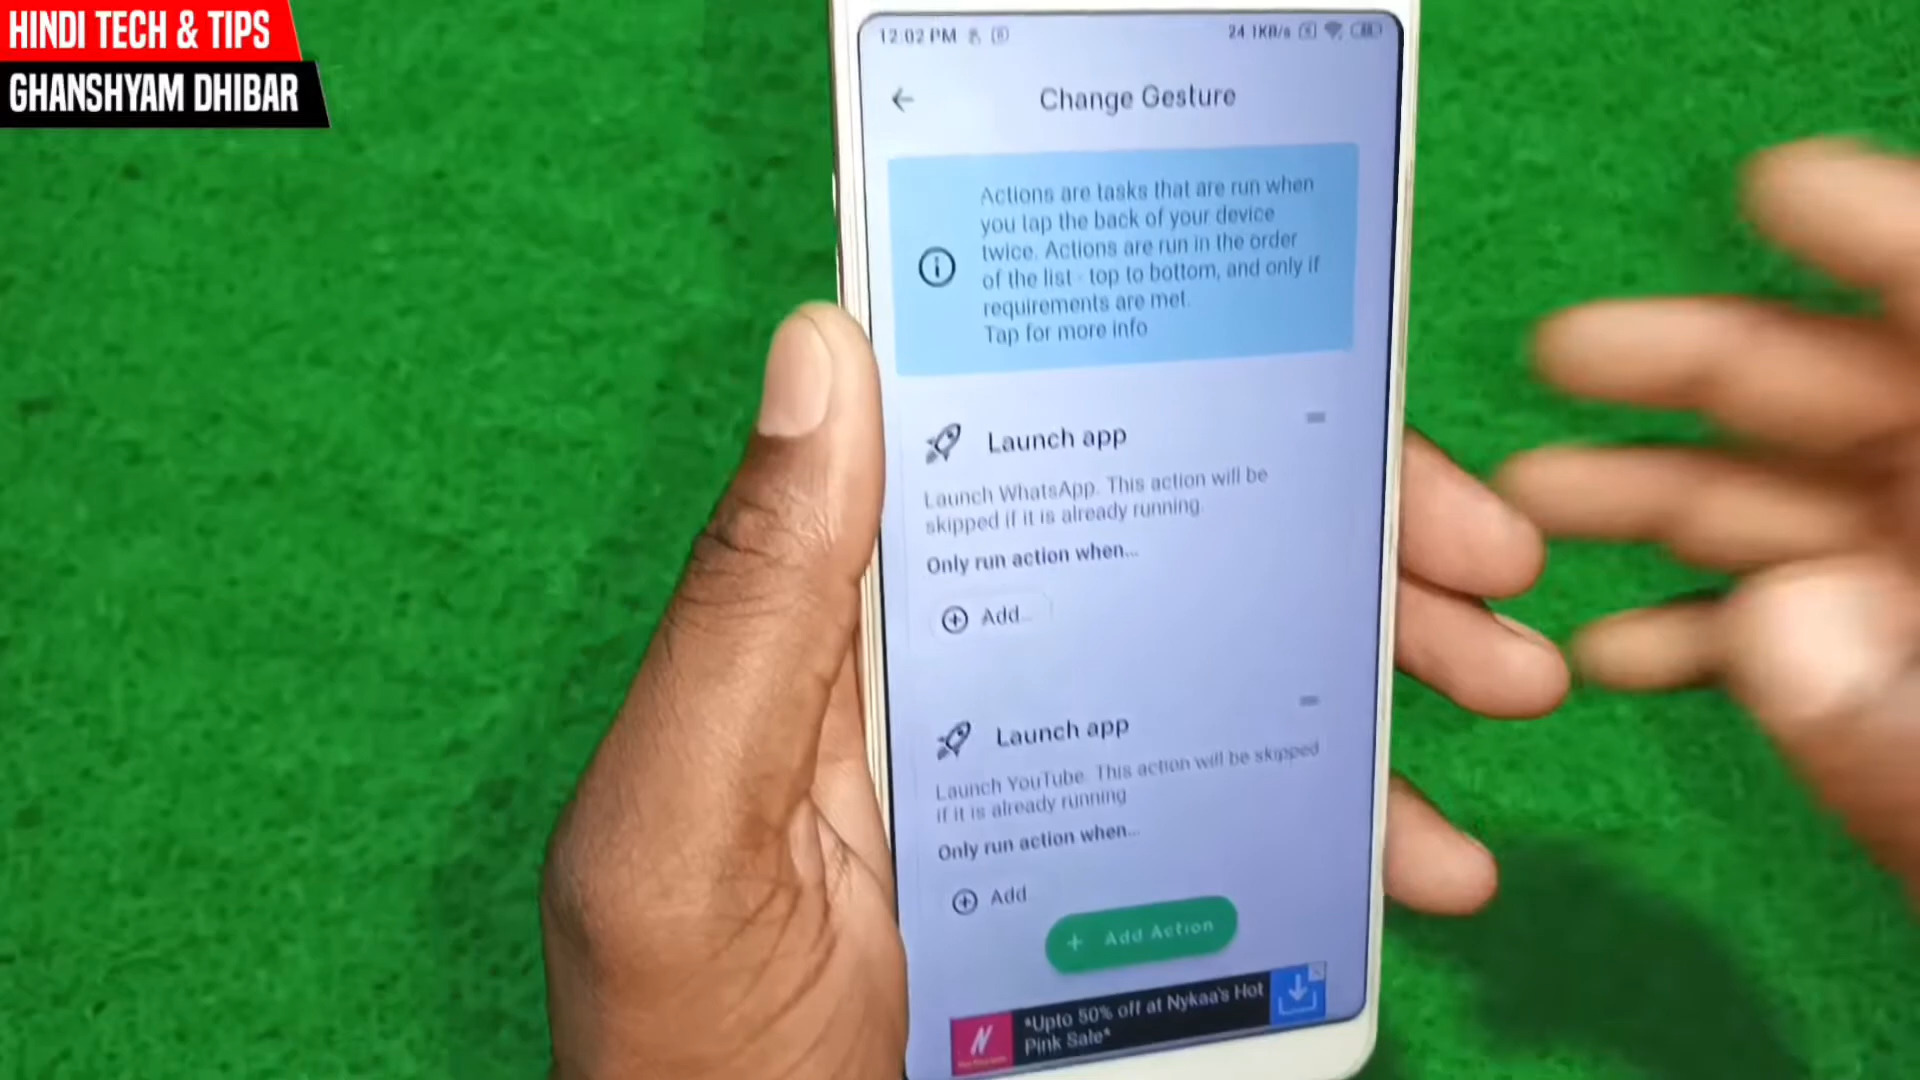 HINDI TECH & TIPS
GHANSHYAM DHIBAR
12:02 PM
24.1KB/s
Change Gesture
Actions are tasks that are run when
you tap the back of your device
twice. Actions are run in the order
of the list - top to bottom, and only if
requirements are met.
Tap for more info
Launch app
Launch WhatsApp. This action will be
skipped if it is already running.
Only run action when...
Add...
Launch app
Launch YouTube. This action will be skipped
if it is already running
Only run action when...
Add
+ Add Action
*Upto 50% off at Nykaa's Hot
Pink Sale*
N